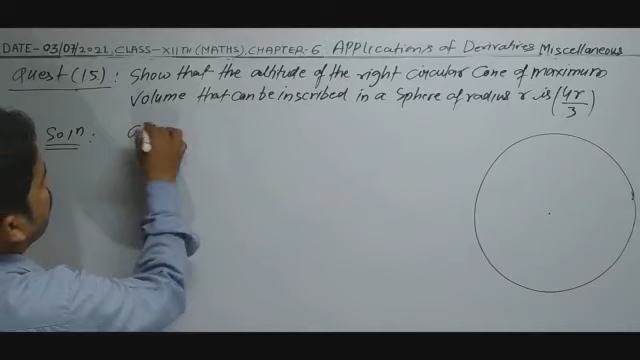 DATE-03/07/2021, CLASS-XIITH (MATHS), CHAPTER-6 Applications of Derivatives Miscellaneous
Quest (15) : Show that the altitude of the right circular cone of maximum
Volume that can be inscribed in a sphere of radius r is (4r/3)
Soln :